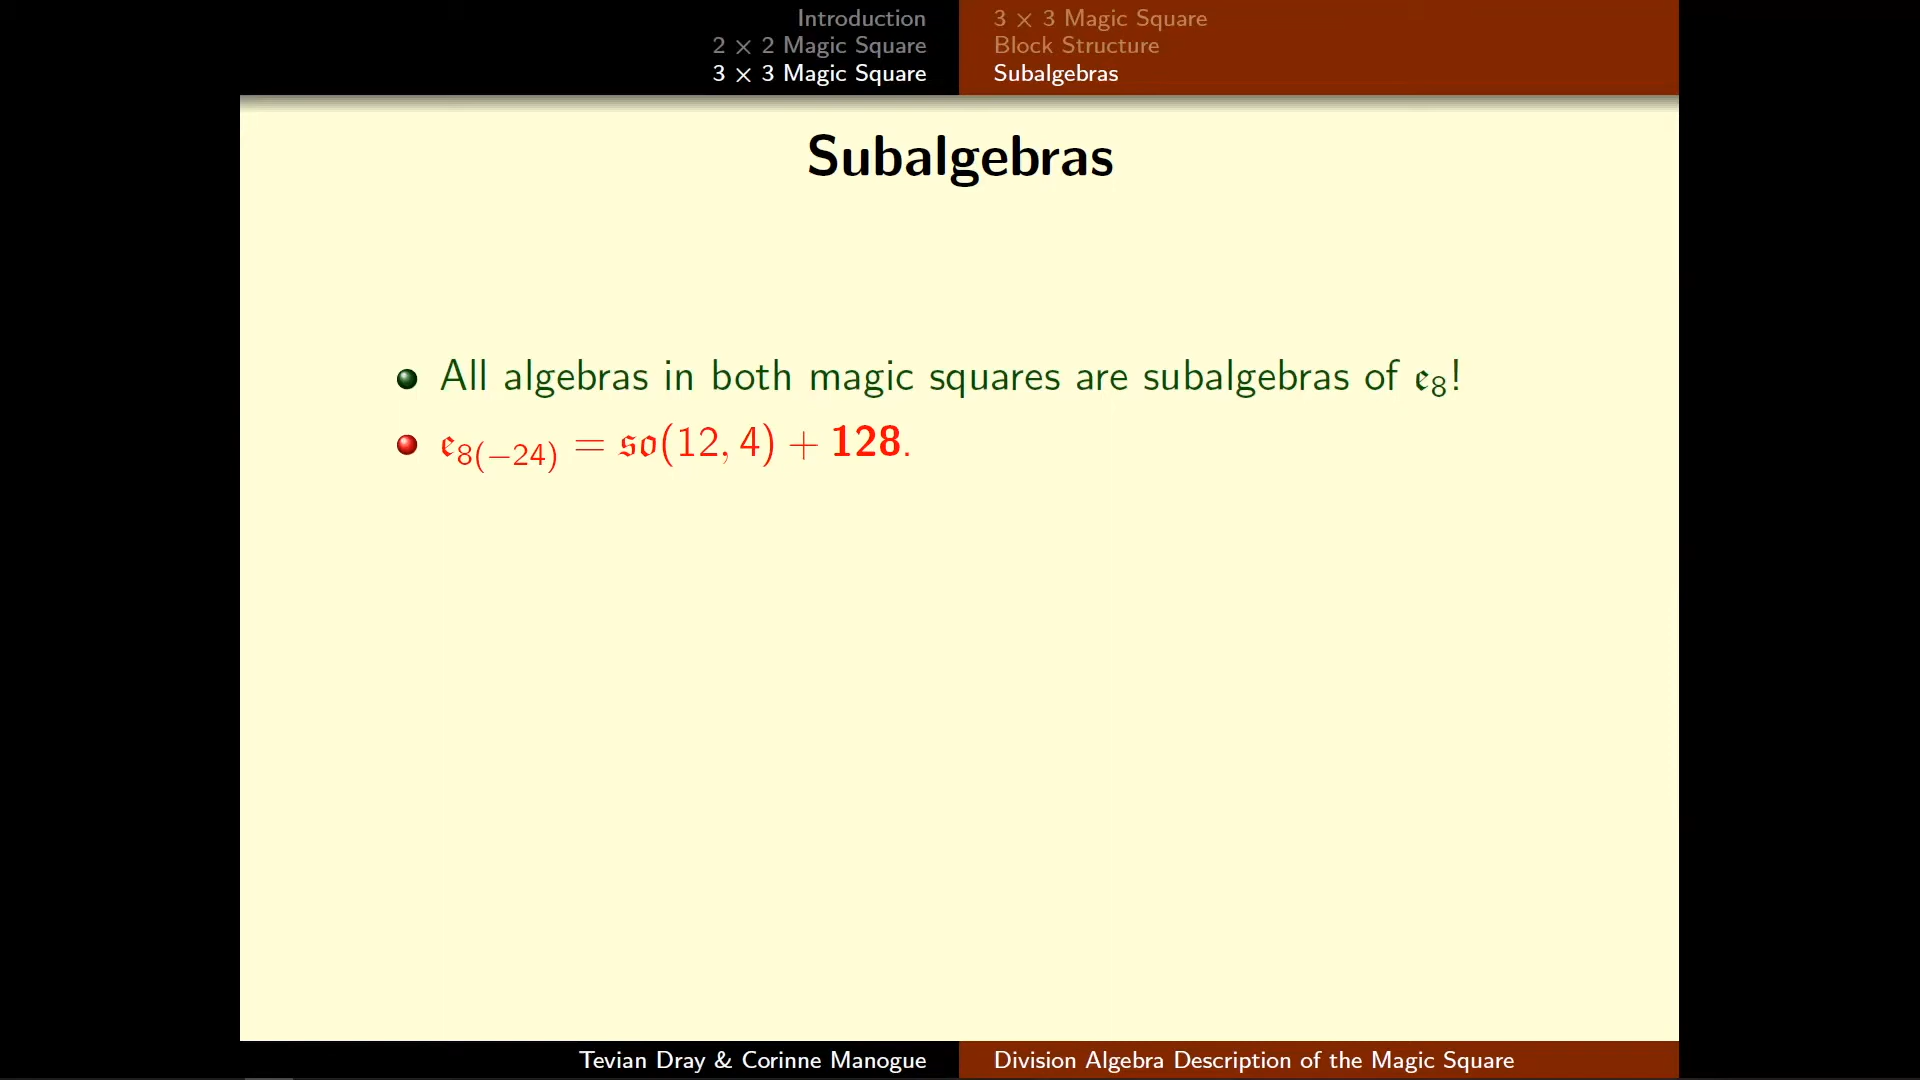 Introduction
2 × 2 Magic Square
3 × 3 Magic Square
3 × 3 Magic Square
Block Structure
Subalgebras
Subalgebras
All algebras in both magic squares are subalgebras of 𝔢₈!
𝔢₈₍₋₂₄₎ = 𝔰𝔬(12, 4) + 𝟏𝟐𝟖.
Tevian Dray & Corinne Manogue
Division Algebra Description of the Magic Square